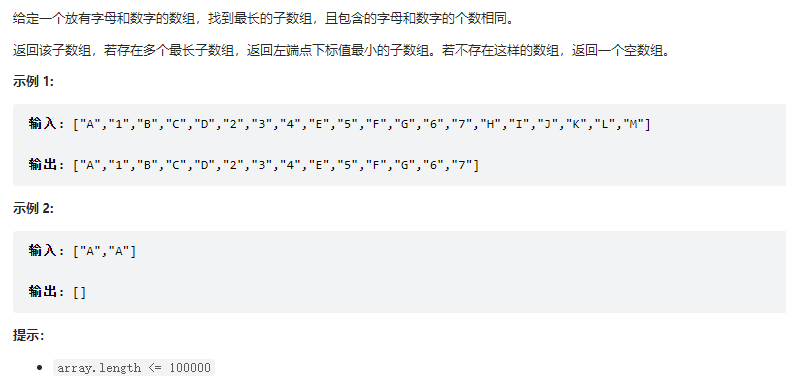 给定一个放有字母和数字的数组，找到最长的子数组，且包含的字母和数字的个数相同。
返回该子数组，若存在多个最长子数组，返回左端点下标值最小的子数组。若不存在这样的数组，返回一个空数组。
示例 1:
输入: ["A","1","B","C","D","2","3","4","E","5","F","G","6","7","H","I","J","K","L","M"]
输出: ["A","1","B","C","D","2","3","4","E","5","F","G","6","7"]
示例 2:
输入: ["A","A"]
输出: []
提示：
• array.length <= 100000